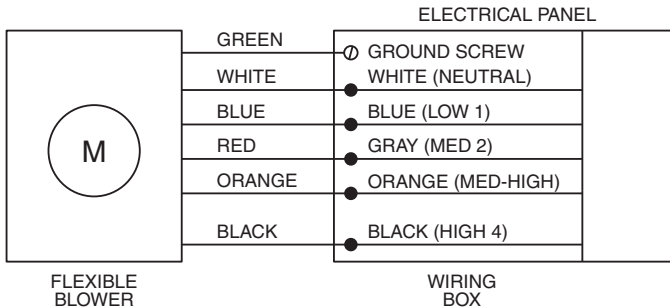 ELECTRICAL PANEL
GREEN
GROUND SCREW
WHITE
WHITE (NEUTRAL)
BLUE
BLUE (LOW 1)
RED
GRAY (MED 2)
M
ORANGE
ORANGE (MED-HIGH)
BLACK
BLACK (HIGH 4)
FLEXIBLE
BLOWER
WIRING
BOX